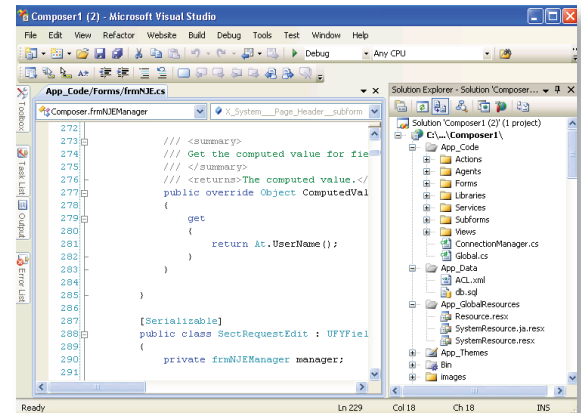 Composer1 (2) - Microsoft Visual Studio
File Edit View Refactor Website Build Debug Tools Test Window Help
Debug Any CPU
Toolbox
Task List
Output
Error List
App_Code/Forms/frmNJE.cs
Composer.frmNJEManager X_System___Page_Header__subform
272
273 /// <summary>
274 /// Get the computed value for fie
275 /// </summary>
276 /// <returns>The computed value.</
277 public override Object ComputedVal
278 {
279 get
280 {
281 return At.UserName();
282 }
283 }
284
285 }
286
287 [Serializable]
288 public class SectRequestEdit : UFYFiel
289 {
290 private frmNJEManager manager;
291
Solution Explorer - Solution 'Composer...
Solution 'Composer1 (2)' (1 project)
C:\...\Composer1\
App_Code
Actions
Agents
Forms
Libraries
Services
Subforms
Views
ConnectionManager.cs
Global.cs
App_Data
ACL.xml
db.sql
App_GlobalResources
Resource.resx
SystemResource.ja.resx
SystemResource.resx
App_Themes
Bin
images
Ready Ln 229 Col 18 Ch 18 INS